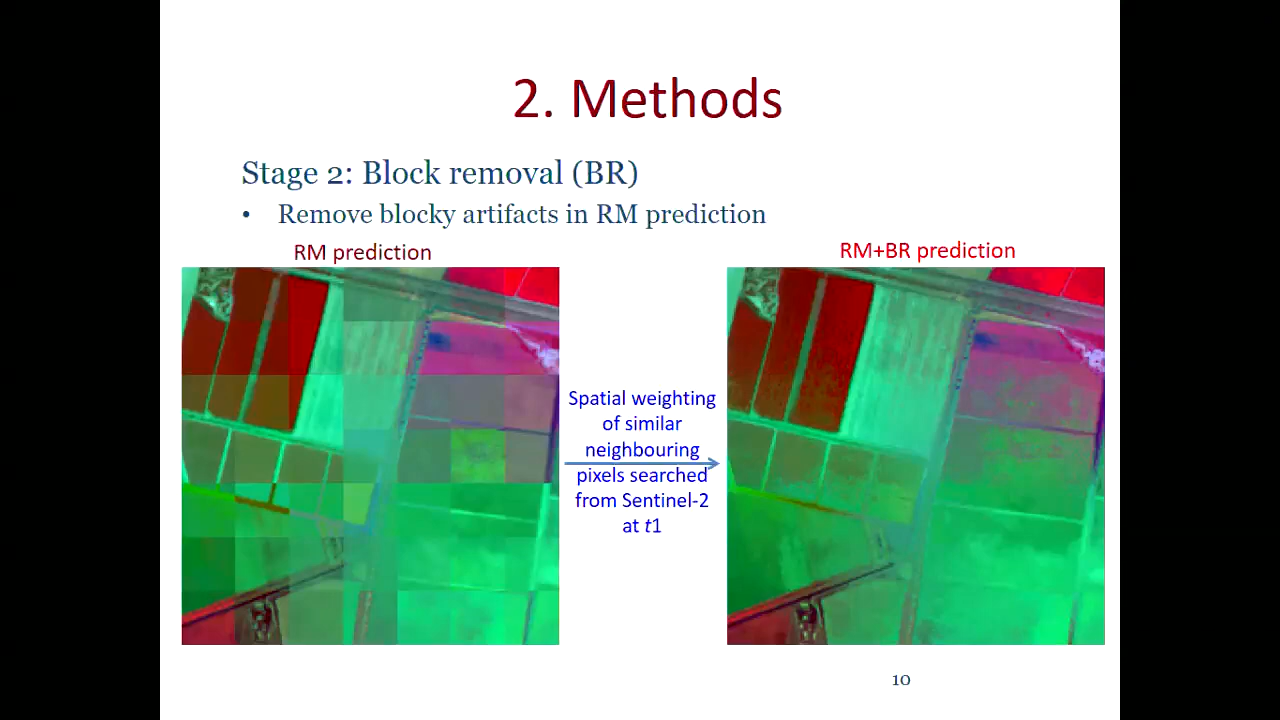 2. Methods
Stage 2: Block removal (BR)
• Remove blocky artifacts in RM prediction
RM prediction
RM+BR prediction
Spatial weighting
of similar
neighbouring
pixels searched
from Sentinel-2
at t1
10